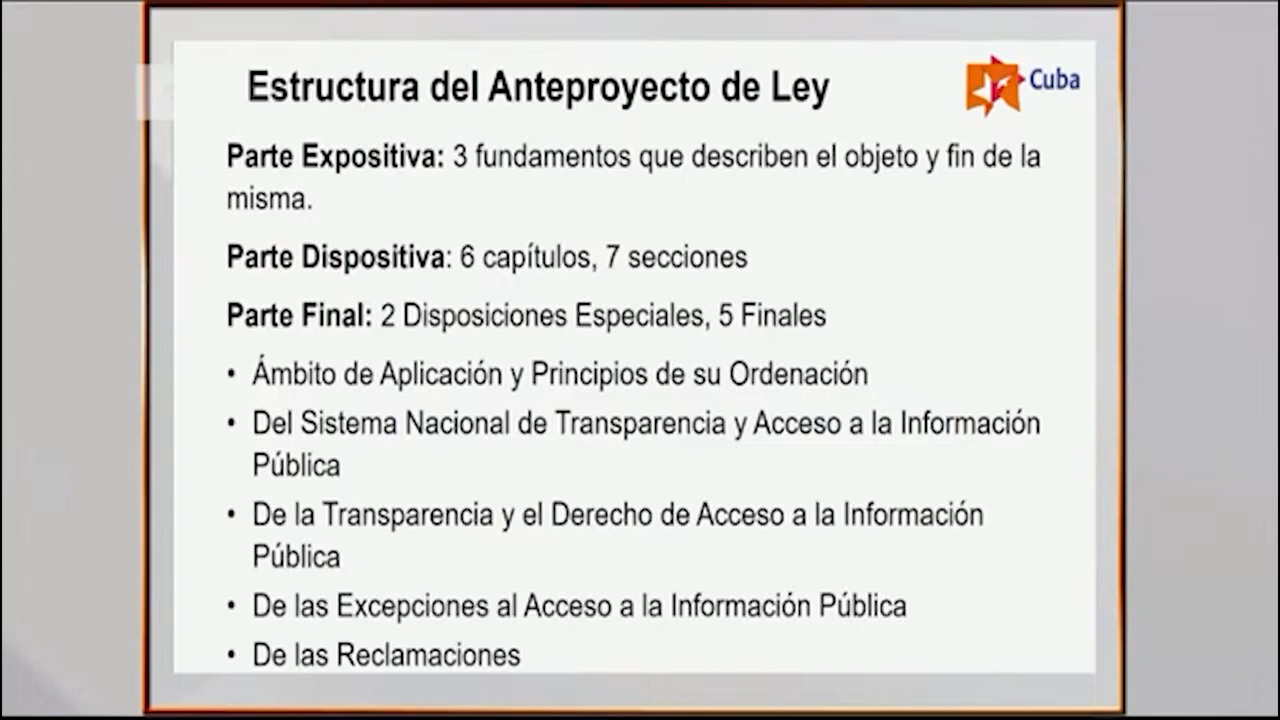 Estructura del Anteproyecto de Ley
Cuba
Parte Expositiva: 3 fundamentos que describen el objeto y fin de la
misma.
Parte Dispositiva: 6 capítulos, 7 secciones
Parte Final: 2 Disposiciones Especiales, 5 Finales
• Ámbito de Aplicación y Principios de su Ordenación
• Del Sistema Nacional de Transparencia y Acceso a la Información
Pública
• De la Transparencia y el Derecho de Acceso a la Información
Pública
• De las Excepciones al Acceso a la Información Pública
• De las Reclamaciones